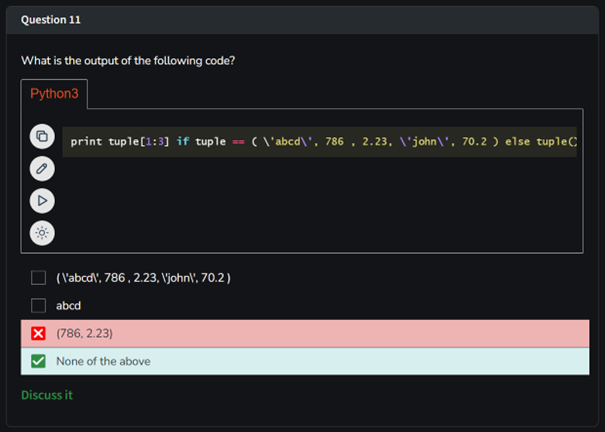 Question 11
What is the output of the following code?
Python3
print tuple[1:3] if tuple == ( \'abcd\', 786 , 2.23, \'john\', 70.2 ) else tuple()
( \'abcd\', 786 , 2.23, \'john\', 70.2 )
abcd
(786, 2.23)
None of the above
Discuss it